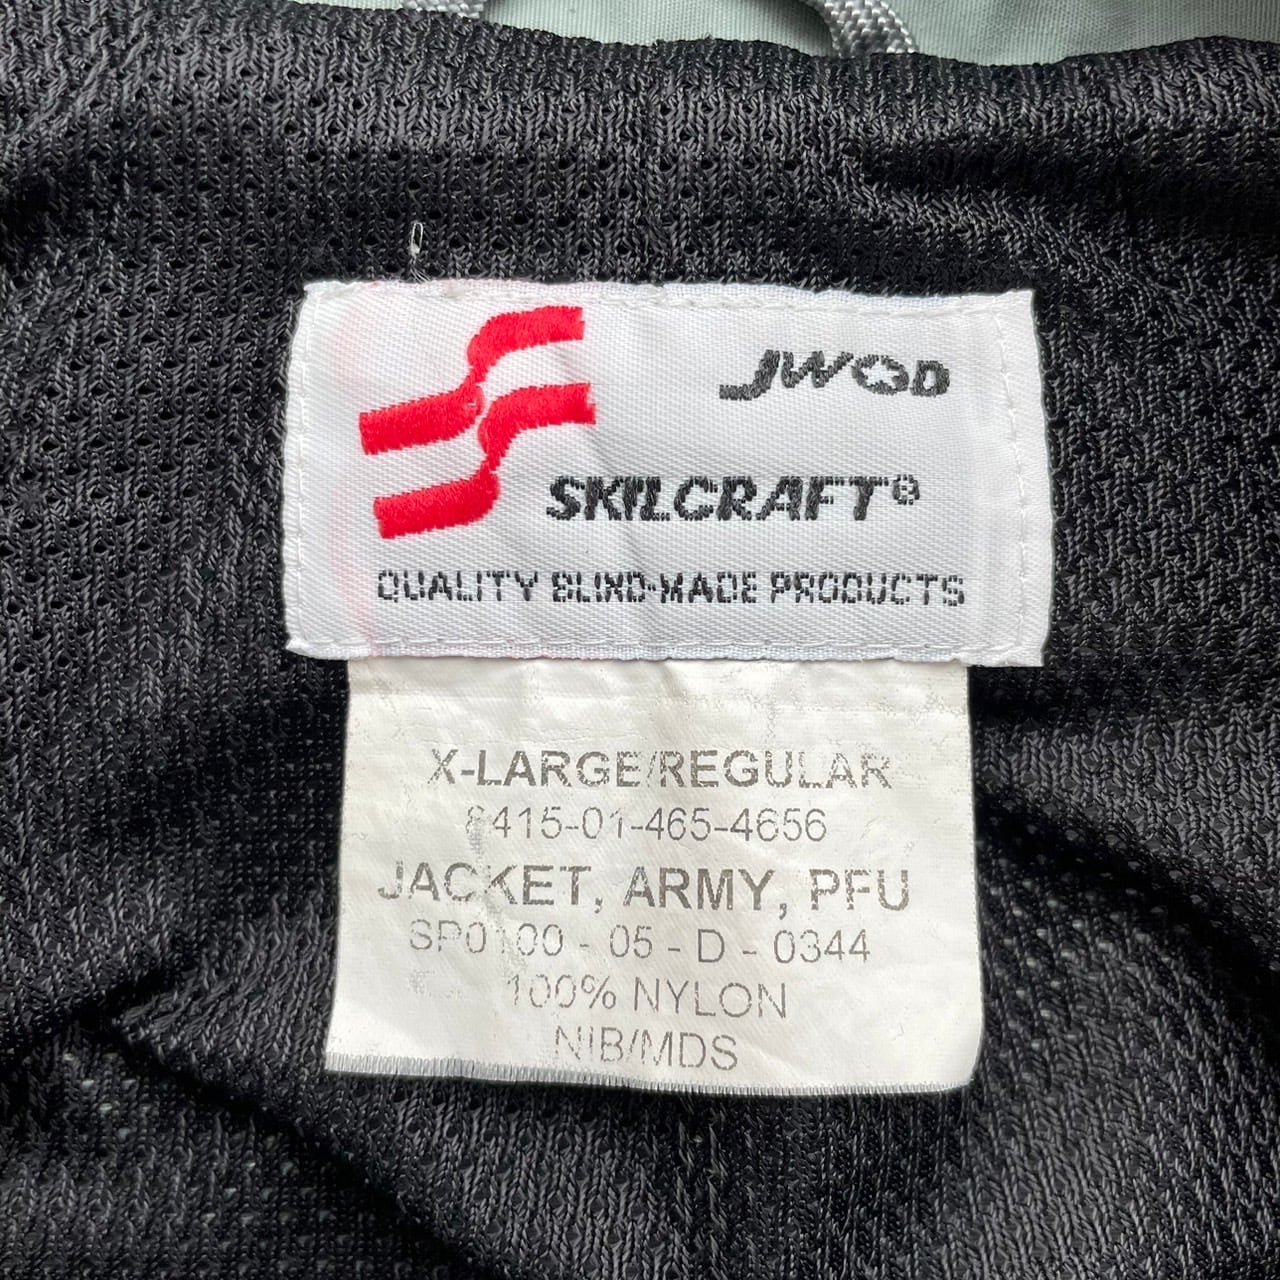 JWOD
SKILCRAFT®
QUALITY BLIND-MADE PRODUCTS
X-LARGE/REGULAR
8415-01-465-4656
JACKET, ARMY, PFU
SP0100 - 05 - D - 0344
100% NYLON
NIB/MDS